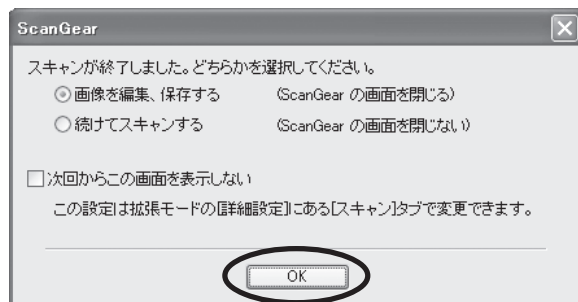 ScanGear
スキャンが終了しました。どちらかを選択してください。
画像を編集、保存する (ScanGear の画面を閉じる)
続けてスキャンする (ScanGear の画面を閉じない)
次回からこの画面を表示しない
この設定は拡張モードの[詳細設定]にある[スキャン]タブで変更できます。
OK